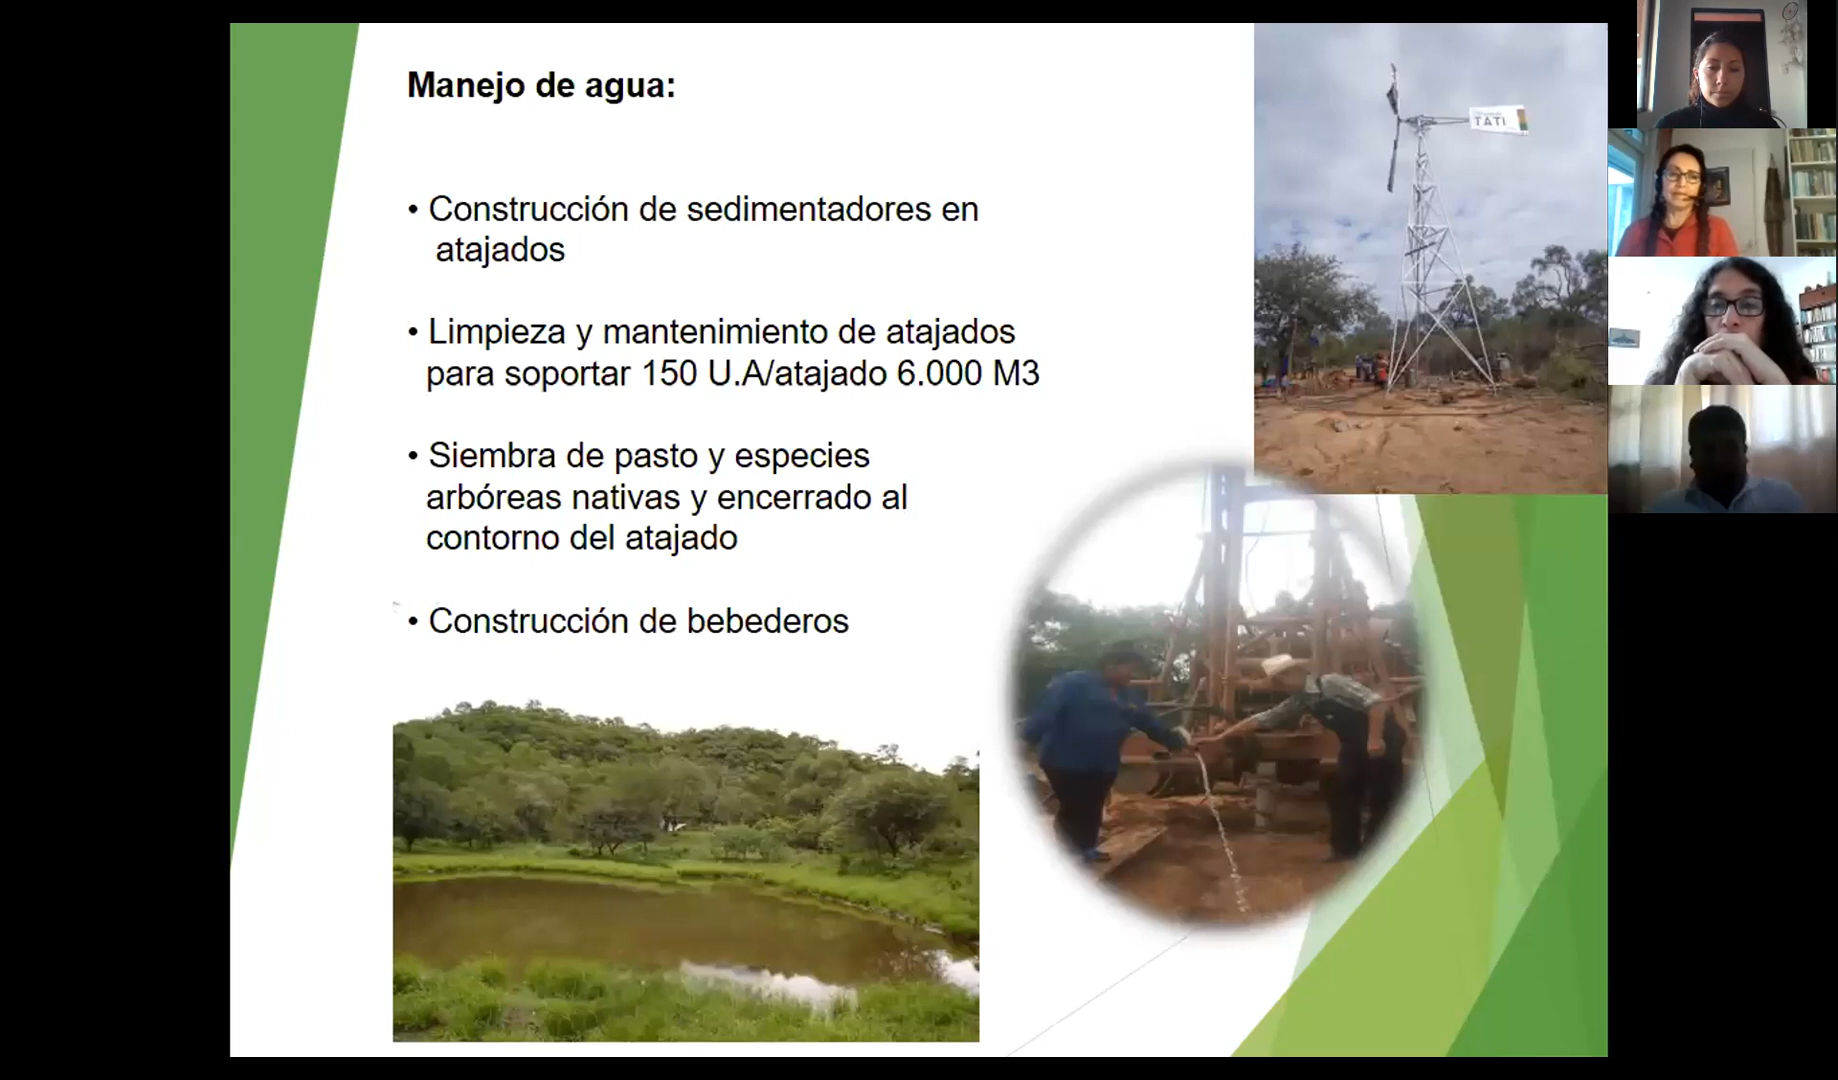 Manejo de agua:
• Construcción de sedimentadores en
atajados
• Limpieza y mantenimiento de atajados
para soportar 150 U.A/atajado 6.000 M3
• Siembra de pasto y especies
arbóreas nativas y encerrado al
contorno del atajado
• Construcción de bebederos
TATI